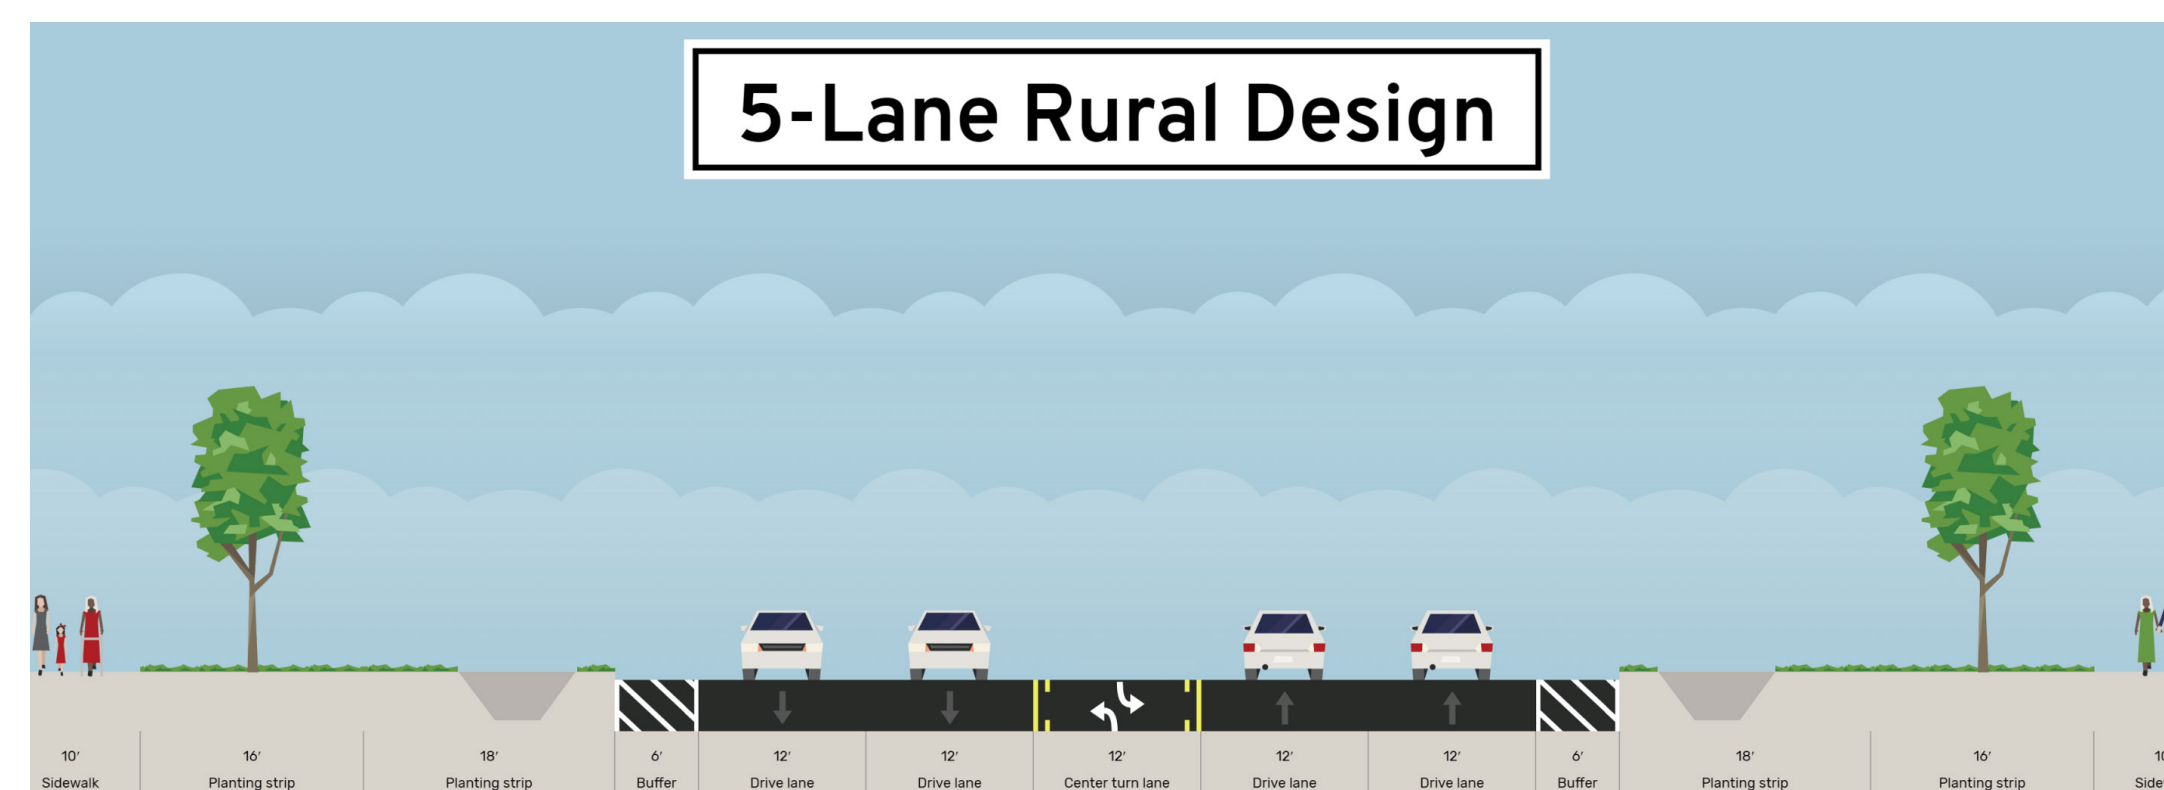 5-Lane Rural Design
10′ 16′ 18′ 6′ 12′ 12′ 12′ 12′ 12′ 6′ 18′ 16′ 10
Sidewalk Planting strip Planting strip Buffer Drive lane Drive lane Center turn lane Drive lane Drive lane Buffer Planting strip Planting strip